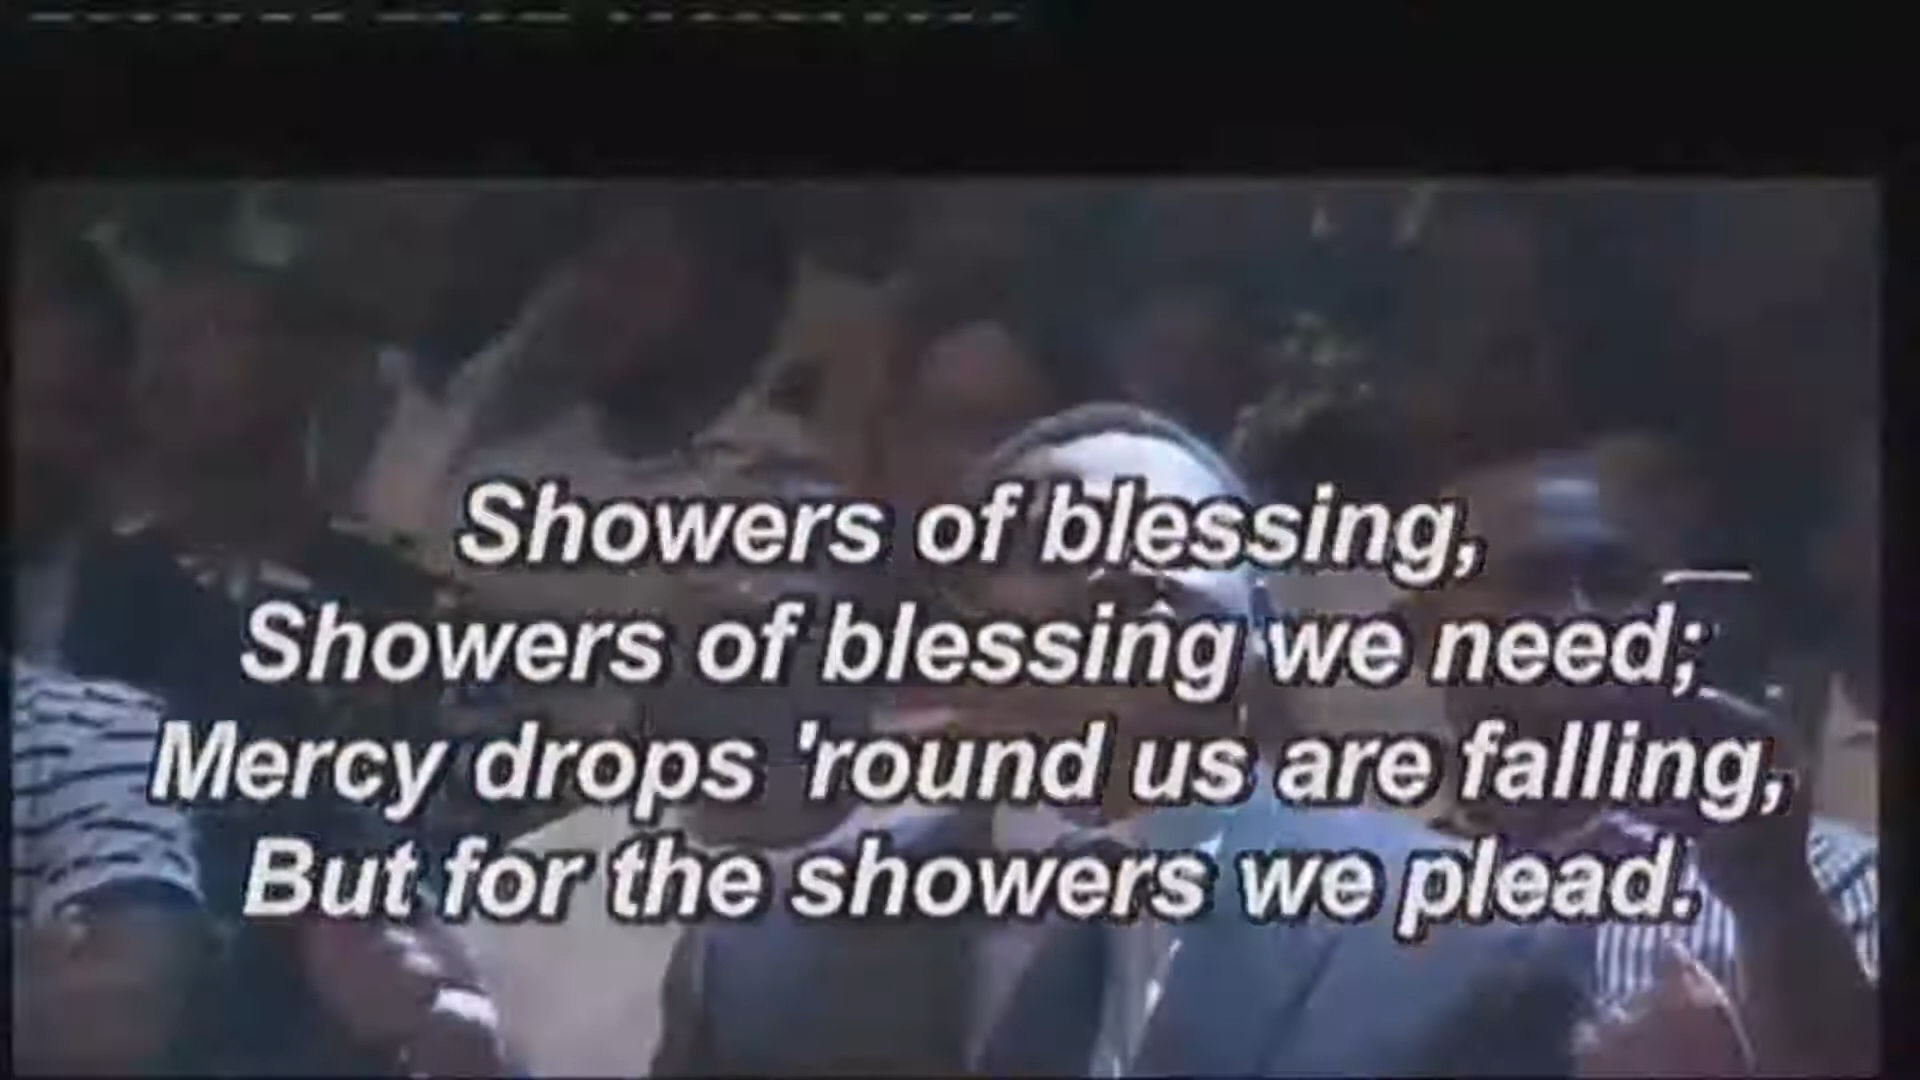 Showers of blessing,
Showers of blessing we need;
Mercy drops 'round us are falling,
But for the showers we plead.